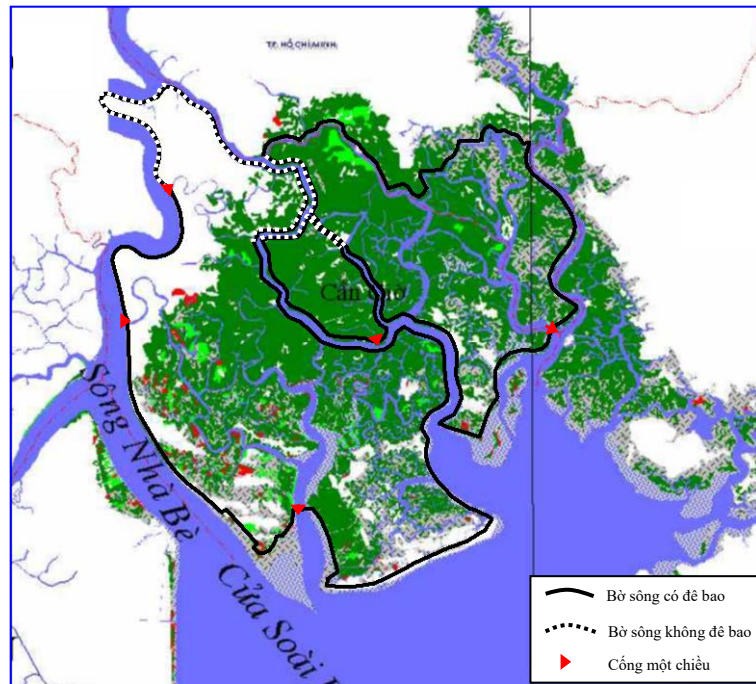 TP. HỒ CHÍ MINH
Cần Giờ
Sông Nhà Bè
Cửa Soài
Bờ sông có đê bao
Bờ sông không đê bao
Cống một chiều